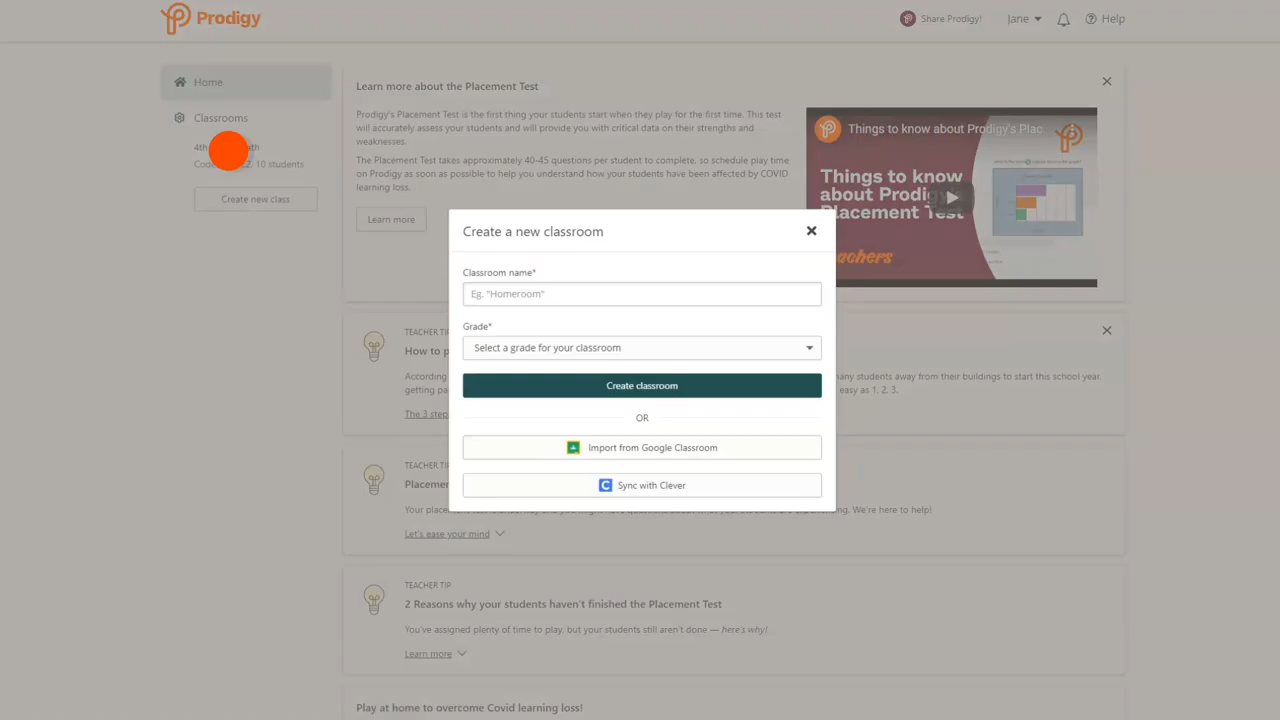 Prodigy
Share Prodigy!
Jane
Help
Home
Classrooms
4th
10 students
Create new class
Learn more about the Placement Test
Prodigy's Placement Test is the first thing your students start when they play for the first time. This test
will accurately assess your students and will provide you with critical data on their strengths and
weaknesses.
The Placement Test takes approximately 40-45 questions per student to complete, so schedule play time
on Prodigy as soon as possible to help you understand how your students have been affected by COVID
learning loss.
Learn more
Things to know about Prodigy's Plac...
Things to know
about Prodigy's
Placement Test
Create a new classroom
Classroom name*
Eg. "Homeroom"
Grade*
Select a grade for your classroom
Create classroom
OR
Import from Google Classroom
Sync with Clever
TEACHER TIP
How to p
According
many students away from their buildings to start this school year,
getting pa
easy as 1, 2, 3.
The 3 step
TEACHER TIP
Placemen
We're here to help!
Let's ease your mind
TEACHER TIP
2 Reasons why your students haven't finished the Placement Test
You've assigned plenty of time to play, but your students still aren't done — here's why!
Learn more
Play at home to overcome Covid learning loss!